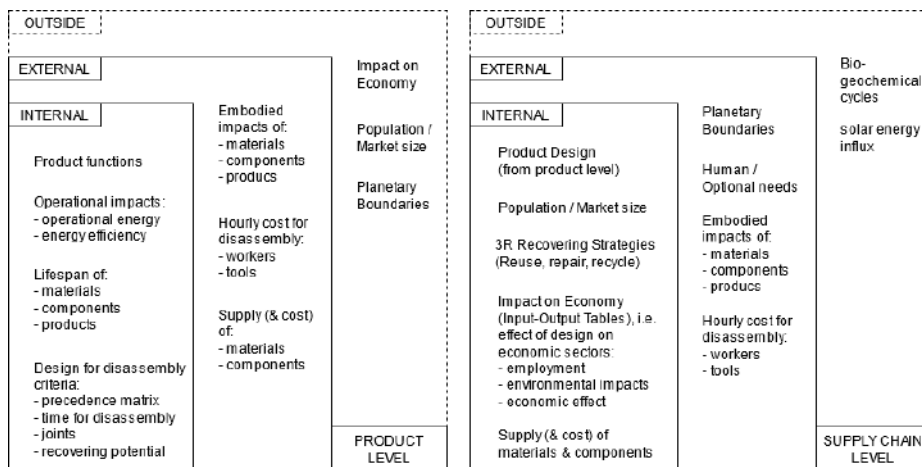 OUTSIDE
EXTERNAL
INTERNAL
Product functions
Operational impacts:
- operational energy
- energy efficiency
Lifespan of:
- materials
- components
- products
Design for disassembly
criteria:
- precedence matrix
- time for disassembly
- joints
- recovering potential
Embodied
impacts of:
- materials
- components
- producs
Hourly cost for
disassembly:
- workers
- tools
Supply (& cost)
of:
- materials
- components
Impact on
Economy
Population /
Market size
Planetary
Boundaries
PRODUCT
LEVEL
OUTSIDE
EXTERNAL
INTERNAL
Product Design
(from product level)
Population / Market size
3R Recovering Strategies
(Reuse, repair, recycle)
Impact on Economy
(Input-Output Tables), i.e.
effect of design on
economic sectors:
- employment
- environmental impacts
- economic effect
Supply (& cost) of
materials & components
Planetary
Boundaries
Human /
Optional needs
Embodied
impacts of:
- materials
- components
- producs
Hourly cost for
disassembly:
- workers
- tools
Bio-
geochemical
cycles
solar energy
influx
SUPPLY CHAIN
LEVEL